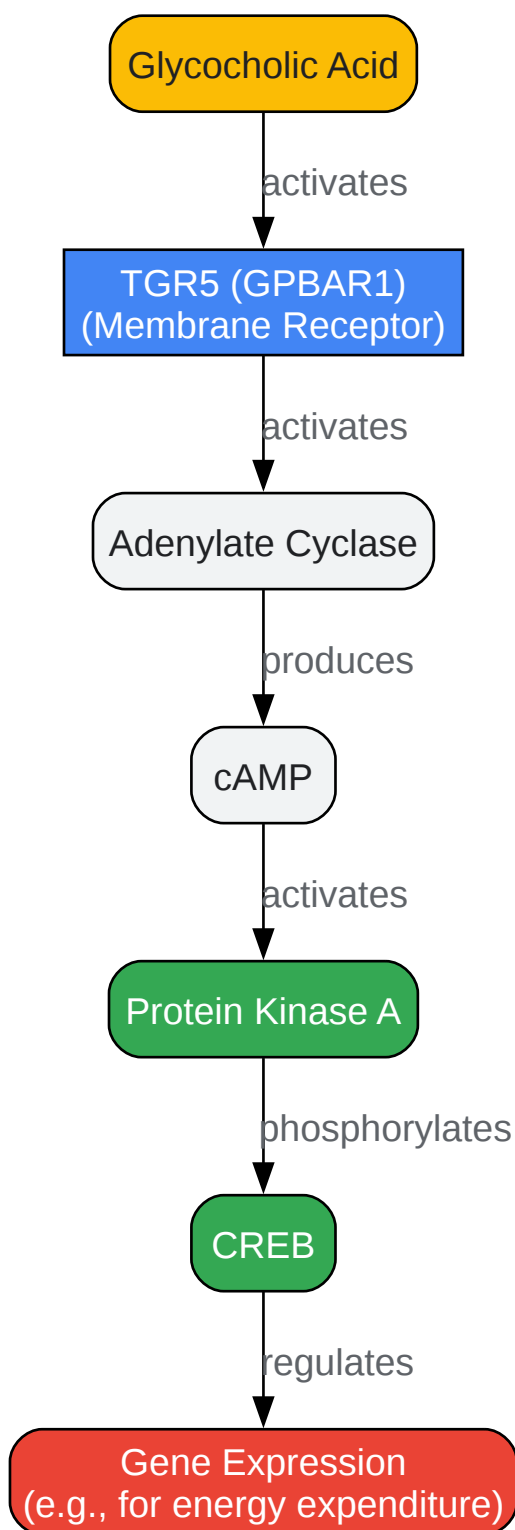 Glycocholic Acid
activates
TGR5 (GPBAR1)
(Membrane Receptor)
activates
Adenylate Cyclase
produces
cAMP
activates
Protein Kinase A
phosphorylates
CREB
regulates
Gene Expression
(e.g., for energy expenditure)